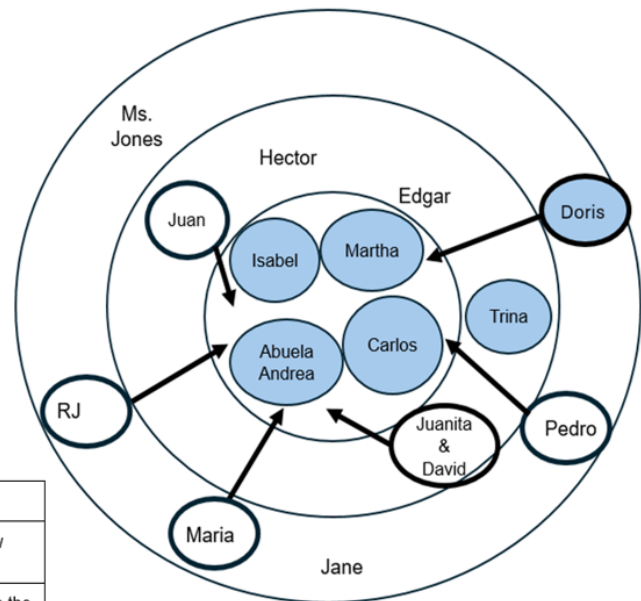 Ms.
Jones
Hector
Edgar
Juan
Isabel
Martha
Doris
Trina
Abuela
Andrea
Carlos
RJ
Juanita
&
David
Pedro
Maria
Jane